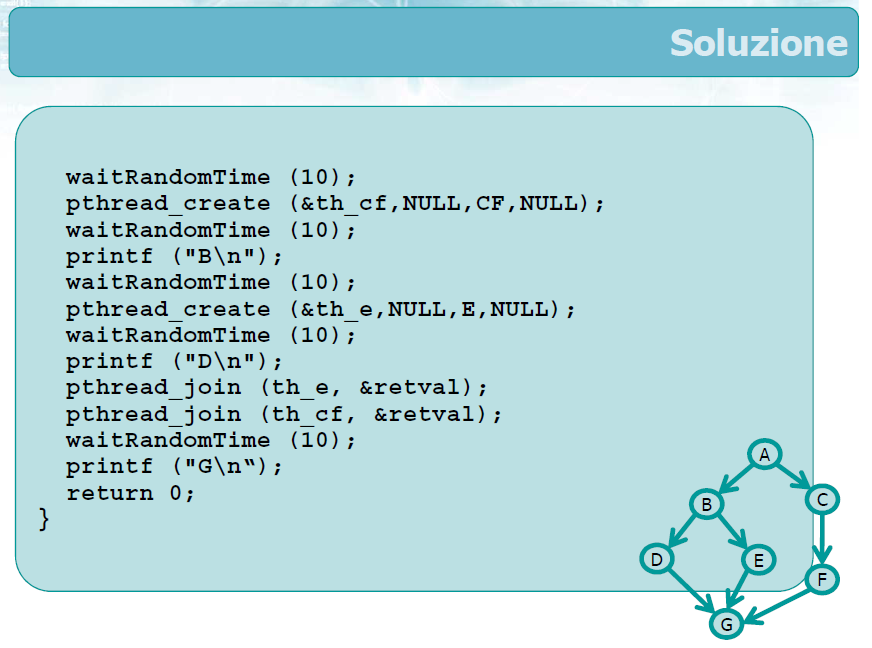 Soluzione
waitRandomTime (10);
pthread_create (&th_cf,NULL,CF,NULL);
waitRandomTime (10);
printf ("B\n");
waitRandomTime (10);
pthread_create (&th_e,NULL,E,NULL);
waitRandomTime (10);
printf ("D\n");
pthread_join (th_e, &retval);
pthread_join (th_cf, &retval);
waitRandomTime (10);
printf ("G\n“);
return 0;
}
A
B
C
D
E
F
G